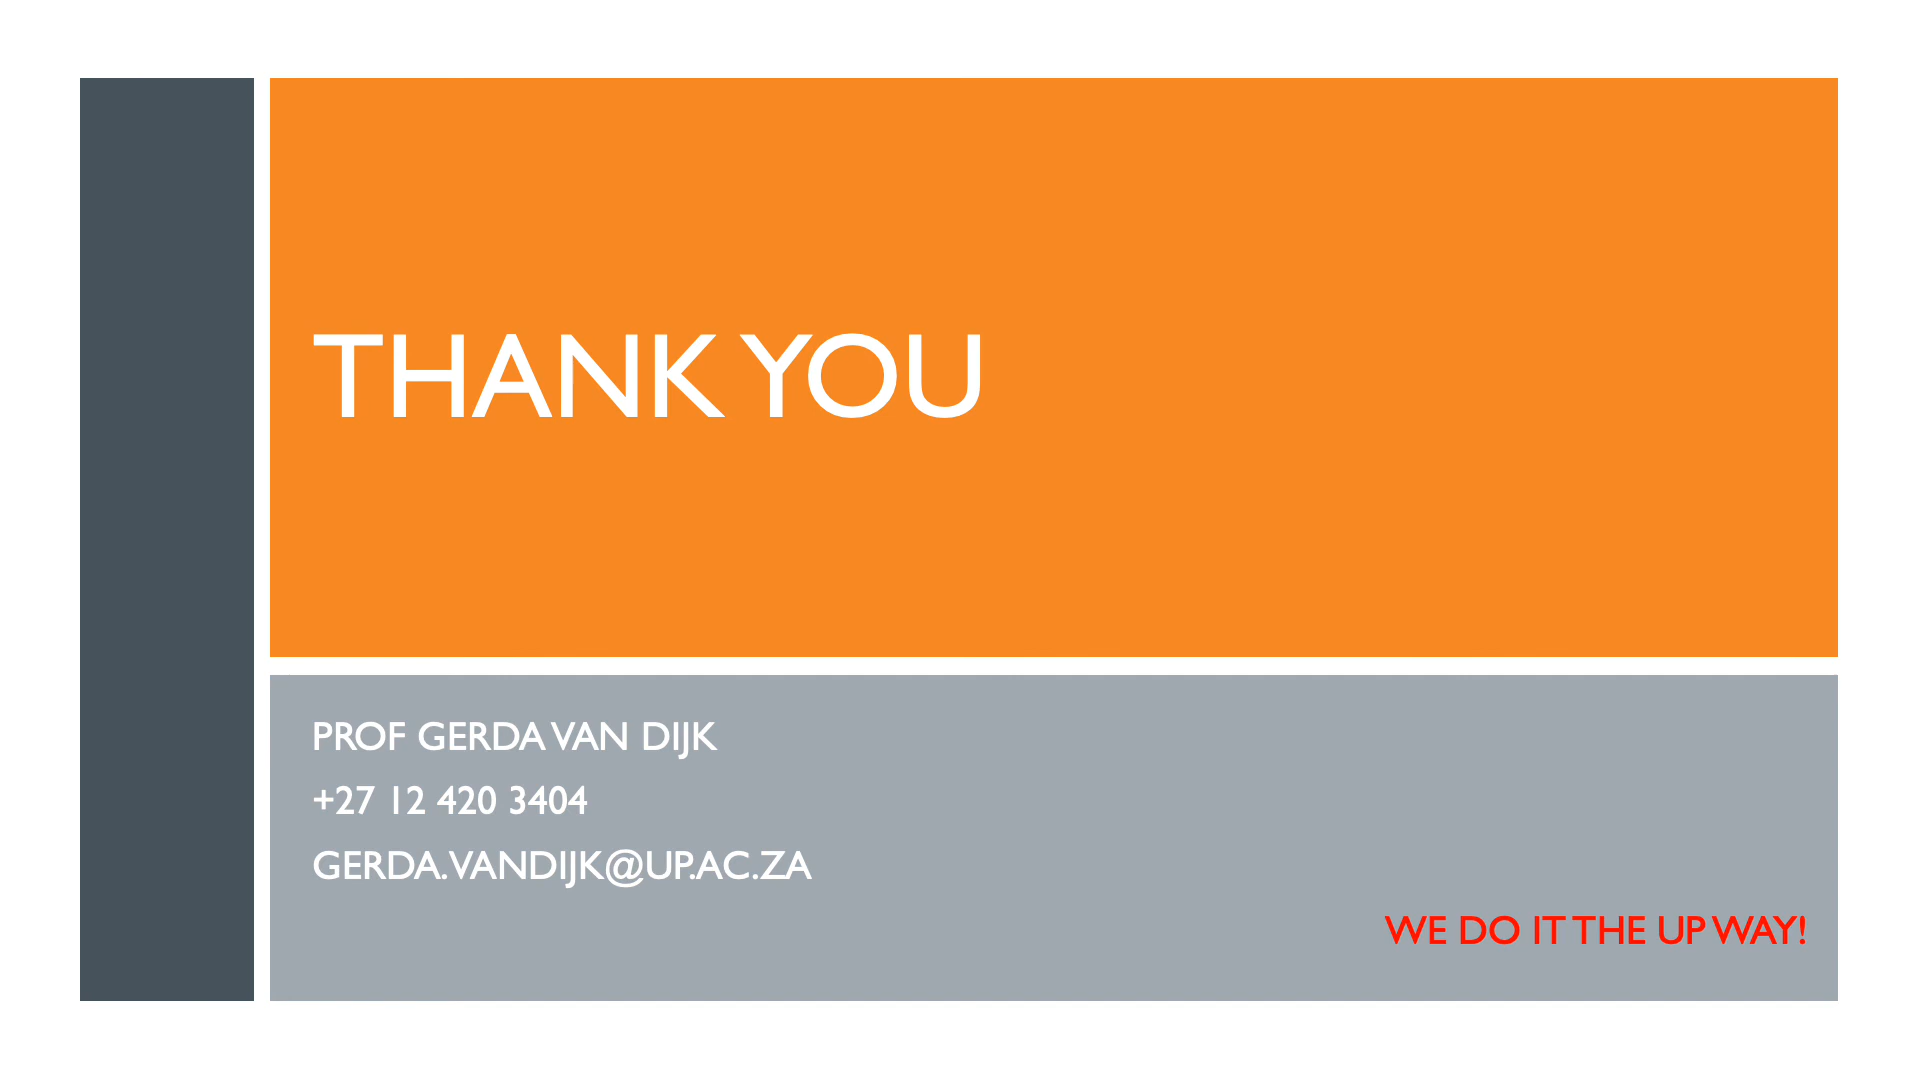 THANK YOU
PROF GERDA VAN DIJK
+27 12 420 3404
GERDA.VANDIJK@UP.AC.ZA
WE DO IT THE UP WAY!